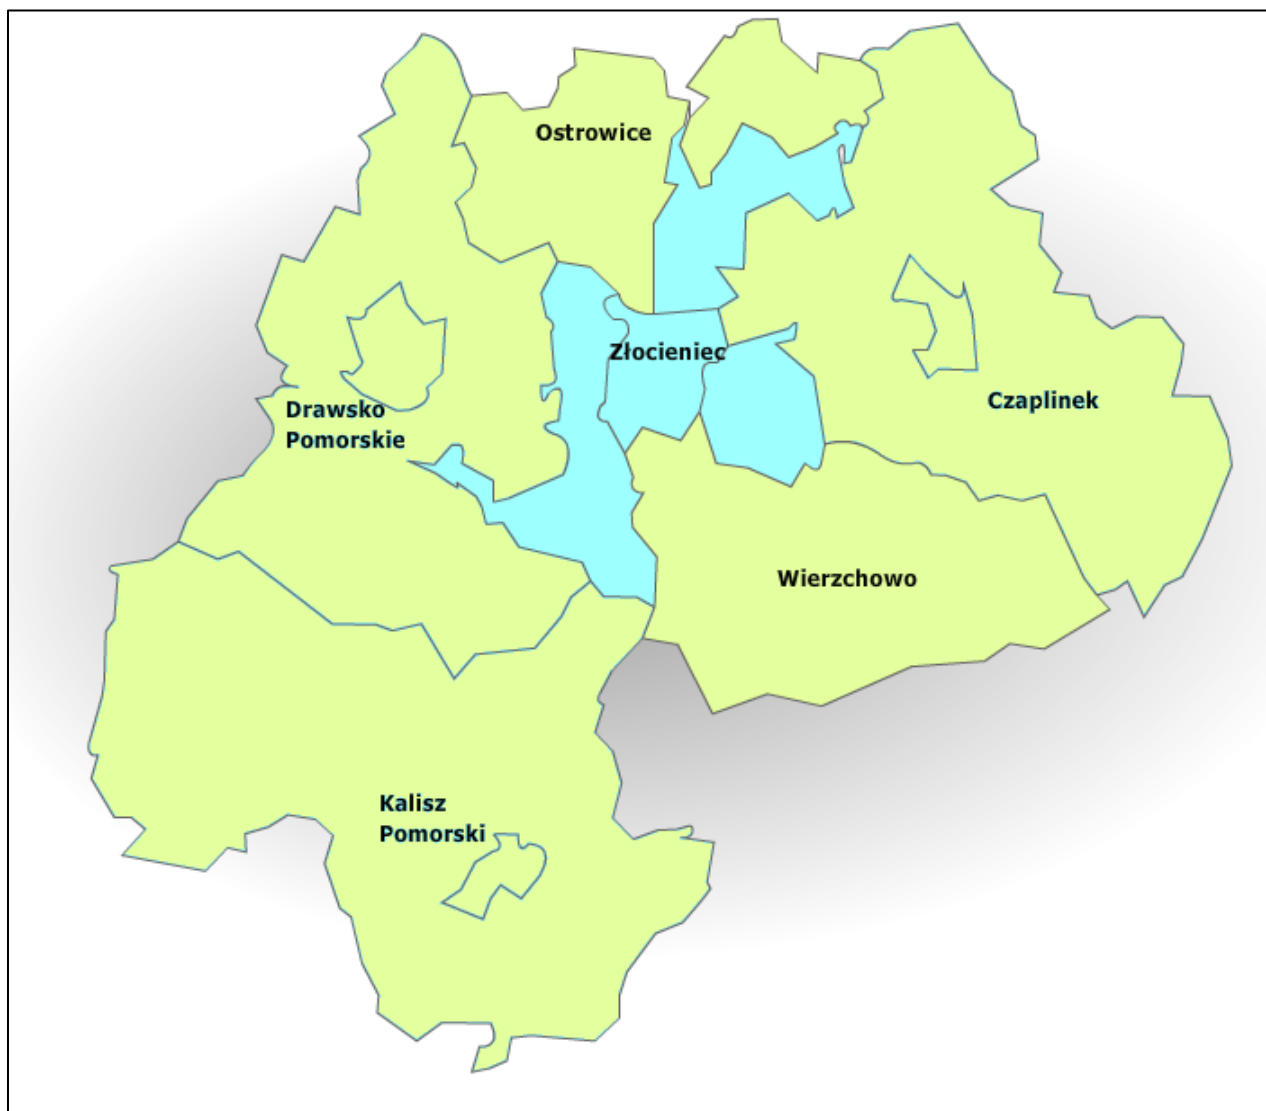 Ostrowice
Złocieniec
Czaplinek
Drawsko
Pomorskie
Wierzchowo
Kalisz
Pomorski